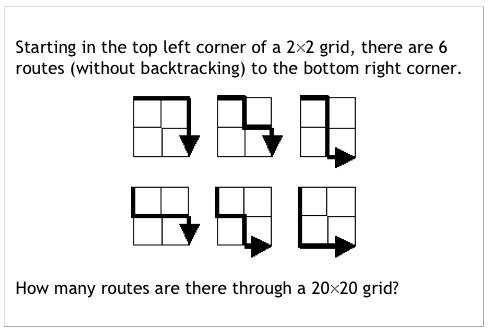 Starting in the top left corner of a 2×2 grid, there are 6
routes (without backtracking) to the bottom right corner.
How many routes are there through a 20×20 grid?